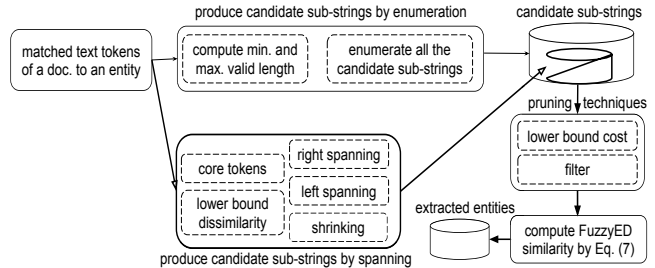 produce candidate sub-strings by enumeration
candidate sub-strings
matched text tokens
of a doc. to an entity
compute min. and
max. valid length
enumerate all the
candidate sub-strings
pruning techniques
lower bound cost
filter
core tokens
lower bound
dissimilarity
right spanning
left spanning
shrinking
produce candidate sub-strings by spanning
extracted entities
compute FuzzyED
similarity by Eq. (7)